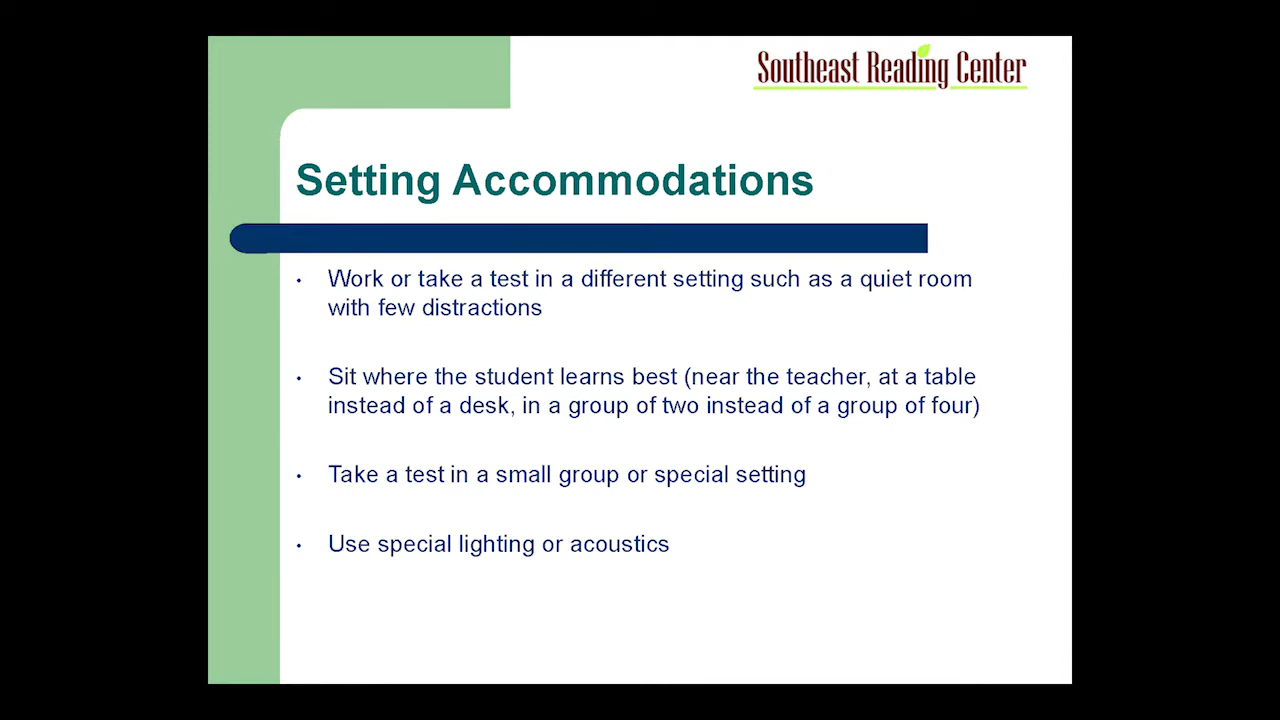 Southeast Reading Center
Setting Accommodations
• Work or take a test in a different setting such as a quiet room
with few distractions
• Sit where the student learns best (near the teacher, at a table
instead of a desk, in a group of two instead of a group of four)
• Take a test in a small group or special setting
• Use special lighting or acoustics